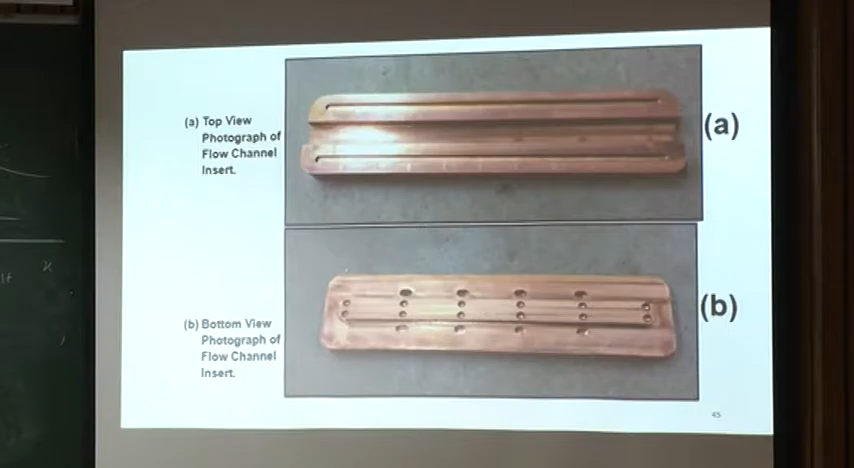 (a) Top View
Photograph of
Flow Channel
Insert.
(a)
(b) Bottom View
Photograph of
Flow Channel
Insert.
(b)
45